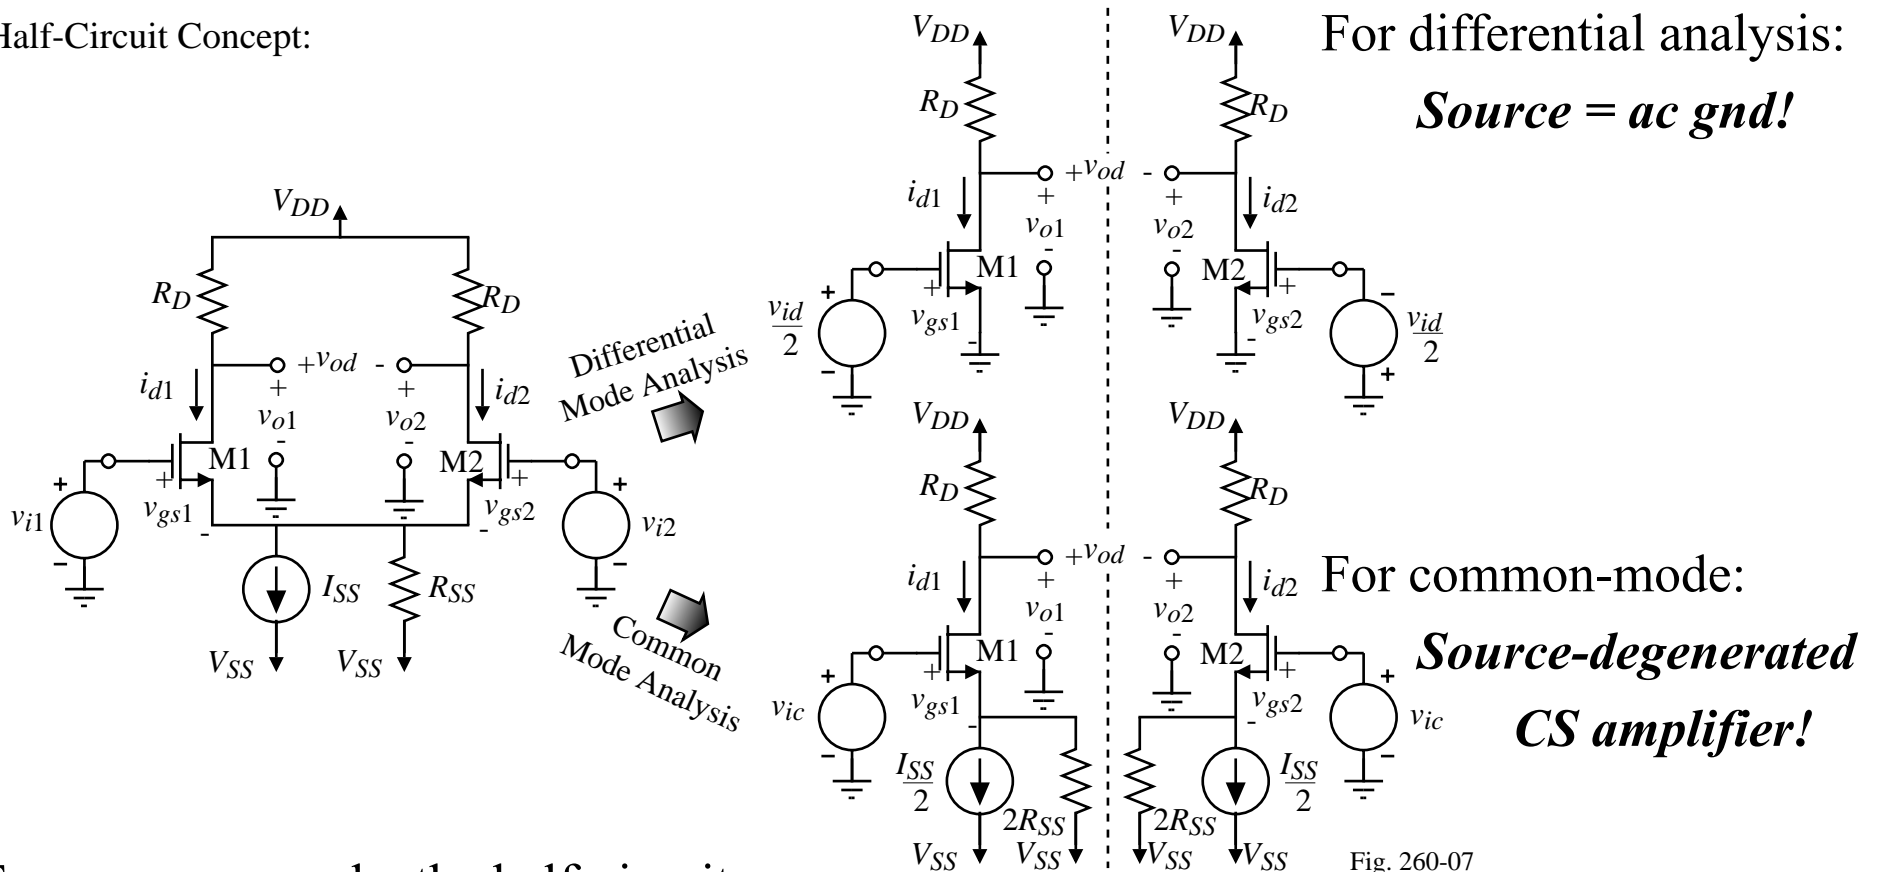 Half-Circuit Concept:
For differential analysis:
Source = ac gnd!
VDD
RD
RD
id1
+vod -
id2
+
vo1
-
+
vo2
-
M1
M2
+
vgs1
-
+
vgs2
-
+
vi1
−
+
vi2
−
ISS
RSS
VSS
VSS
Differential
Mode Analysis
Common
Mode Analysis
VDD
VDD
RD
RD
id1
+vod -
id2
+
vo1
-
+
vo2
-
M1
M2
+
vgs1
-
+
vgs2
-
+
vid
2
−
−
vid
2
+
For common-mode:
Source-degenerated
CS amplifier!
VDD
VDD
RD
RD
id1
+vod -
id2
+
vo1
-
+
vo2
-
M1
M2
+
vgs1
-
+
vgs2
-
+
vic
−
+
vic
−
ISS
2
ISS
2
2RSS
2RSS
VSS
VSS
VSS
VSS
Fig. 260-07